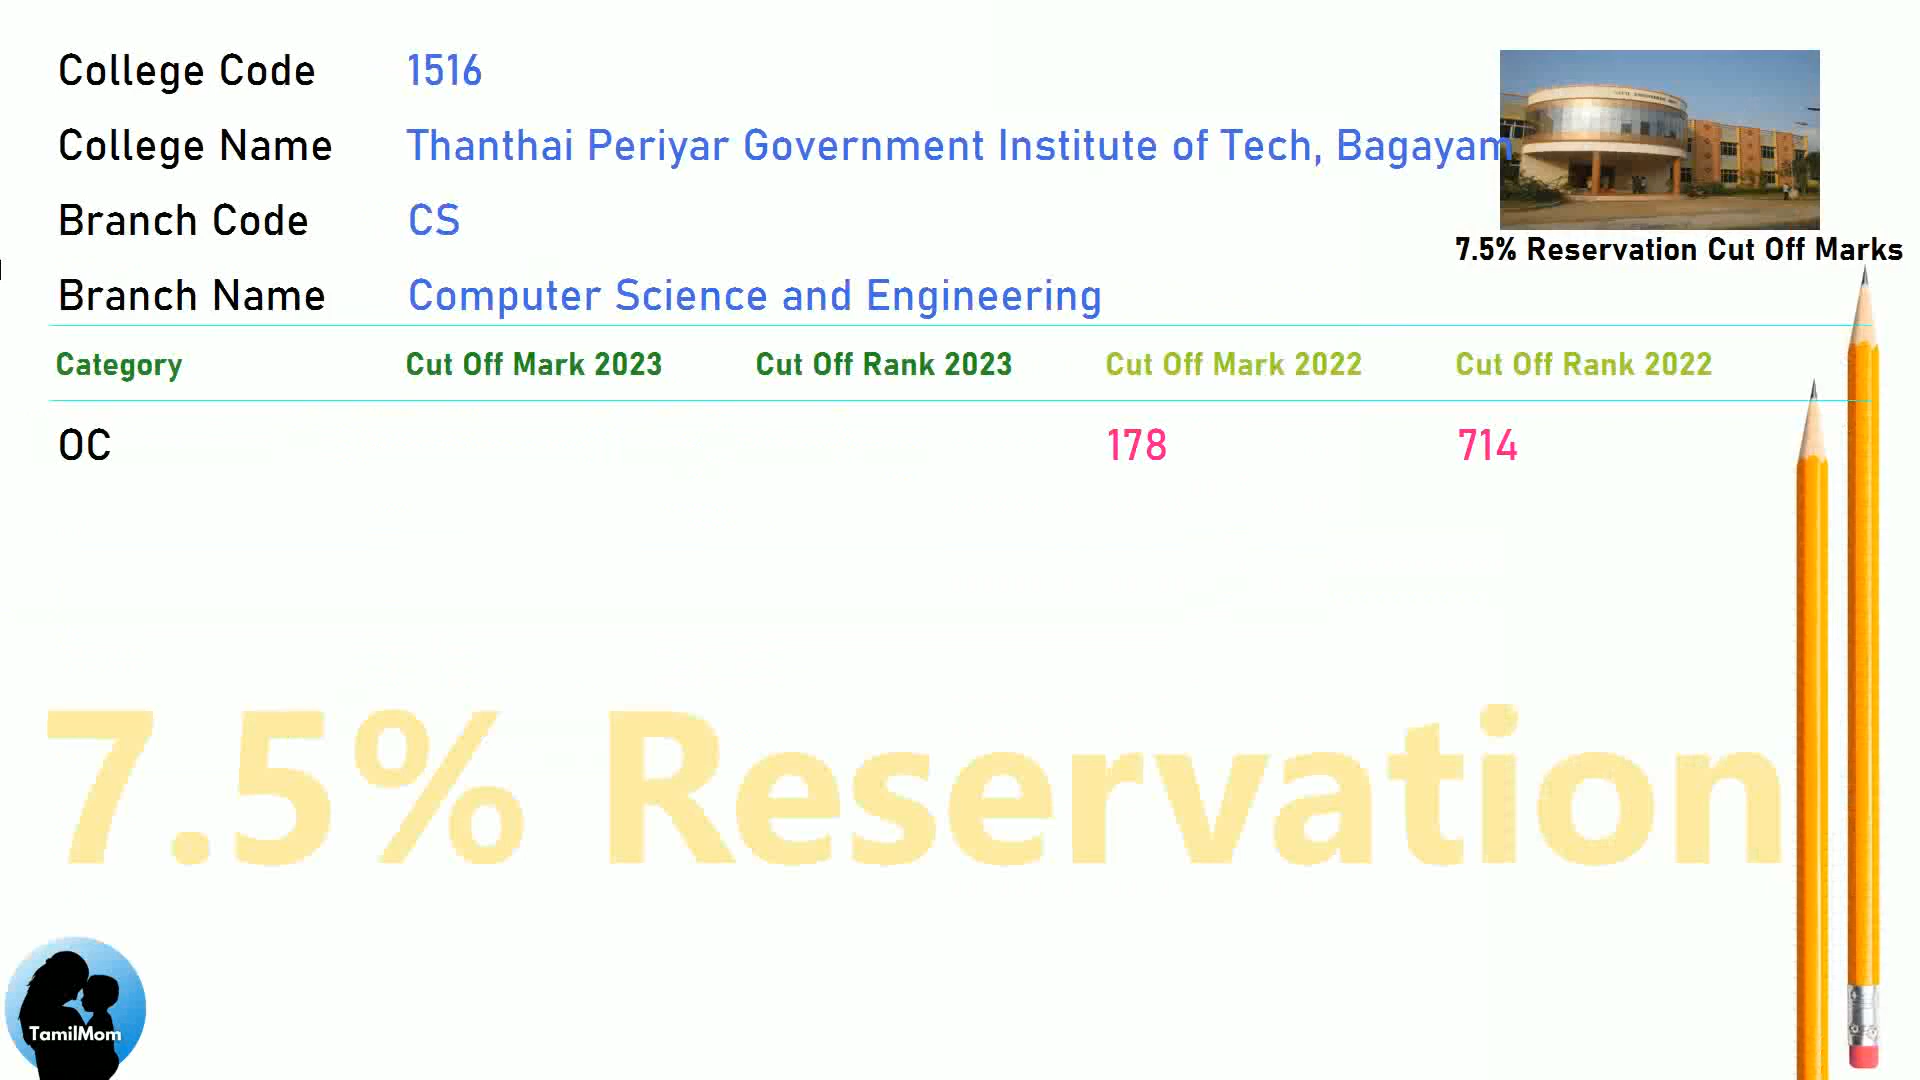 College Code 1516
College Name Thanthai Periyar Government Institute of Tech, Bagayam
Branch Code CS
7.5% Reservation Cut Off Marks
Branch Name Computer Science and Engineering
Category Cut Off Mark 2023 Cut Off Rank 2023 Cut Off Mark 2022 Cut Off Rank 2022
OC 178 714
7.5% Reservation
TamilMom